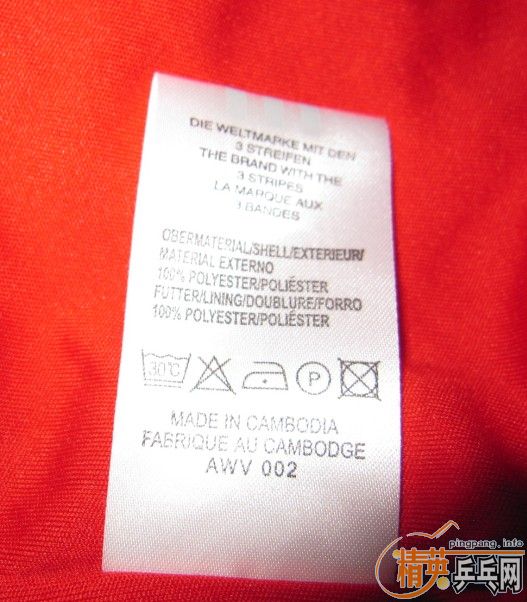 DIE WELTMARKE MIT DEN
3 STREIFEN
THE BRAND WITH THE
3 STRIPES
LA MARQUE AUX
3 BANDES
OBERMATERIAL/SHELL/EXTERIEUR/
MATERIAL EXTERNO
100% POLYESTER/POLIÉSTER
FUTTER/LINING/DOUBLURE/FORRO
100% POLYESTER/POLIÉSTER
30°C
P
MADE IN CAMBODIA
FABRIQUE AU CAMBODGE
AWV 002
pingpang.info
精英乒乓网